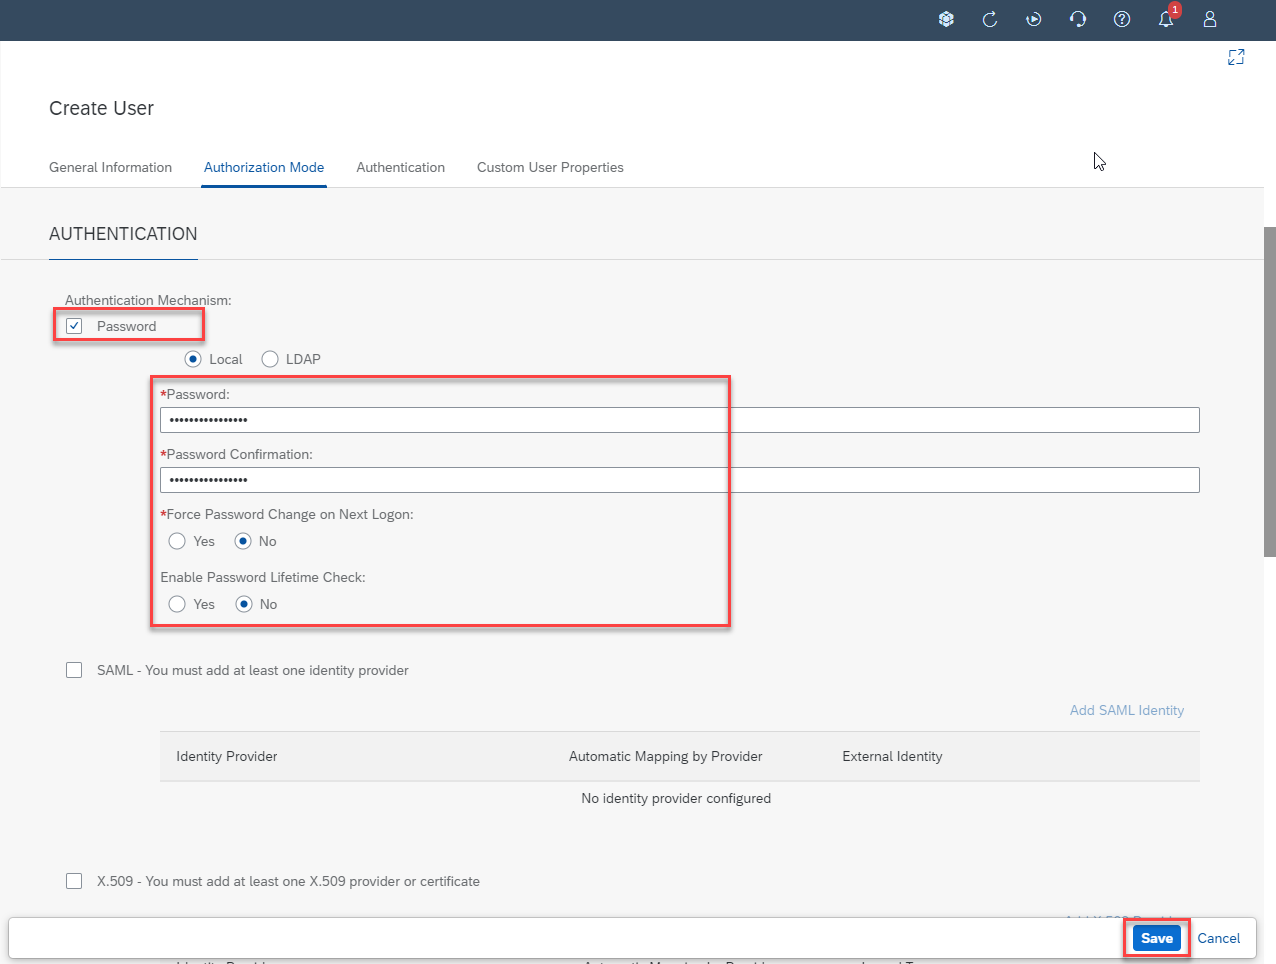 1
Create User
General Information Authorization Mode Authentication Custom User Properties
AUTHENTICATION
Authentication Mechanism:
Password
Local LDAP
*Password:
••••••••••••••••
*Password Confirmation:
••••••••••••••••
*Force Password Change on Next Logon:
Yes No
Enable Password Lifetime Check:
Yes No
SAML - You must add at least one identity provider
Add SAML Identity
Identity Provider Automatic Mapping by Provider External Identity
No identity provider configured
X.509 - You must add at least one X.509 provider or certificate
Save Cancel